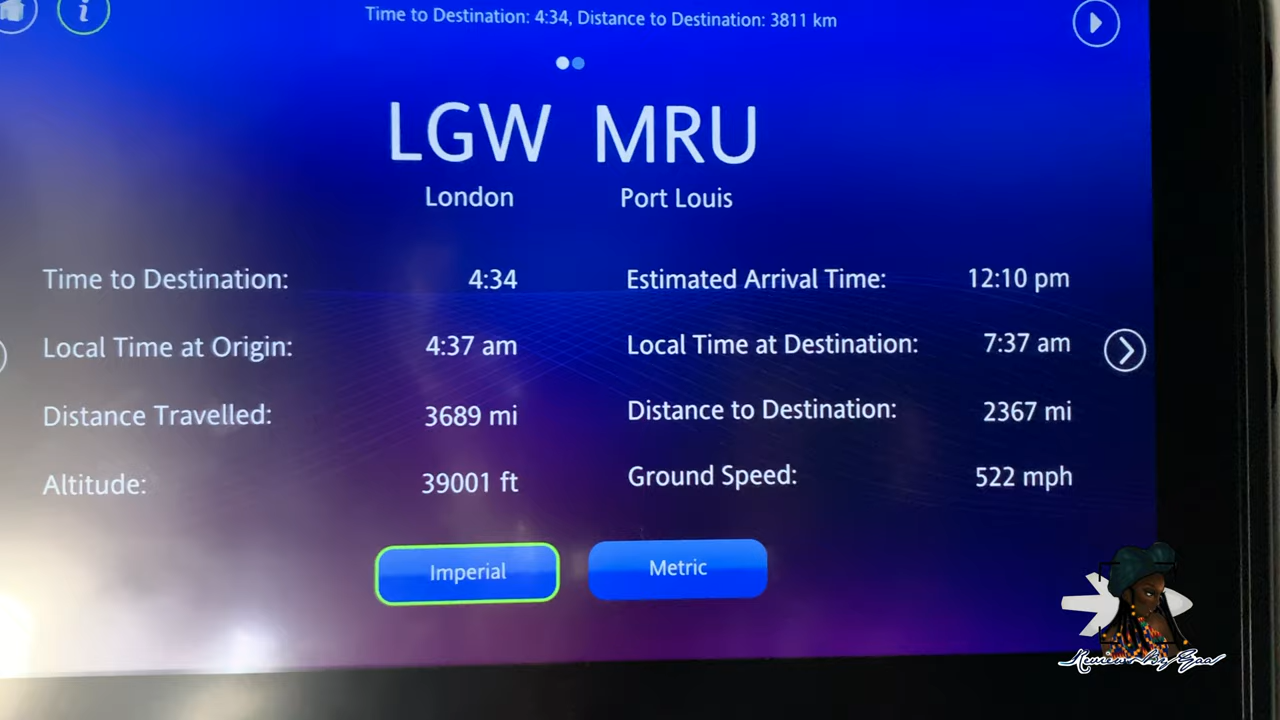 Time to Destination: 4:34, Distance to Destination: 3811 km
LGW MRU
London Port Louis
Time to Destination: 4:34 Estimated Arrival Time: 12:10 pm
Local Time at Origin: 4:37 am Local Time at Destination: 7:37 am
Distance Travelled: 3689 mi Distance to Destination: 2367 mi
Altitude: 39001 ft Ground Speed: 522 mph
Imperial Metric